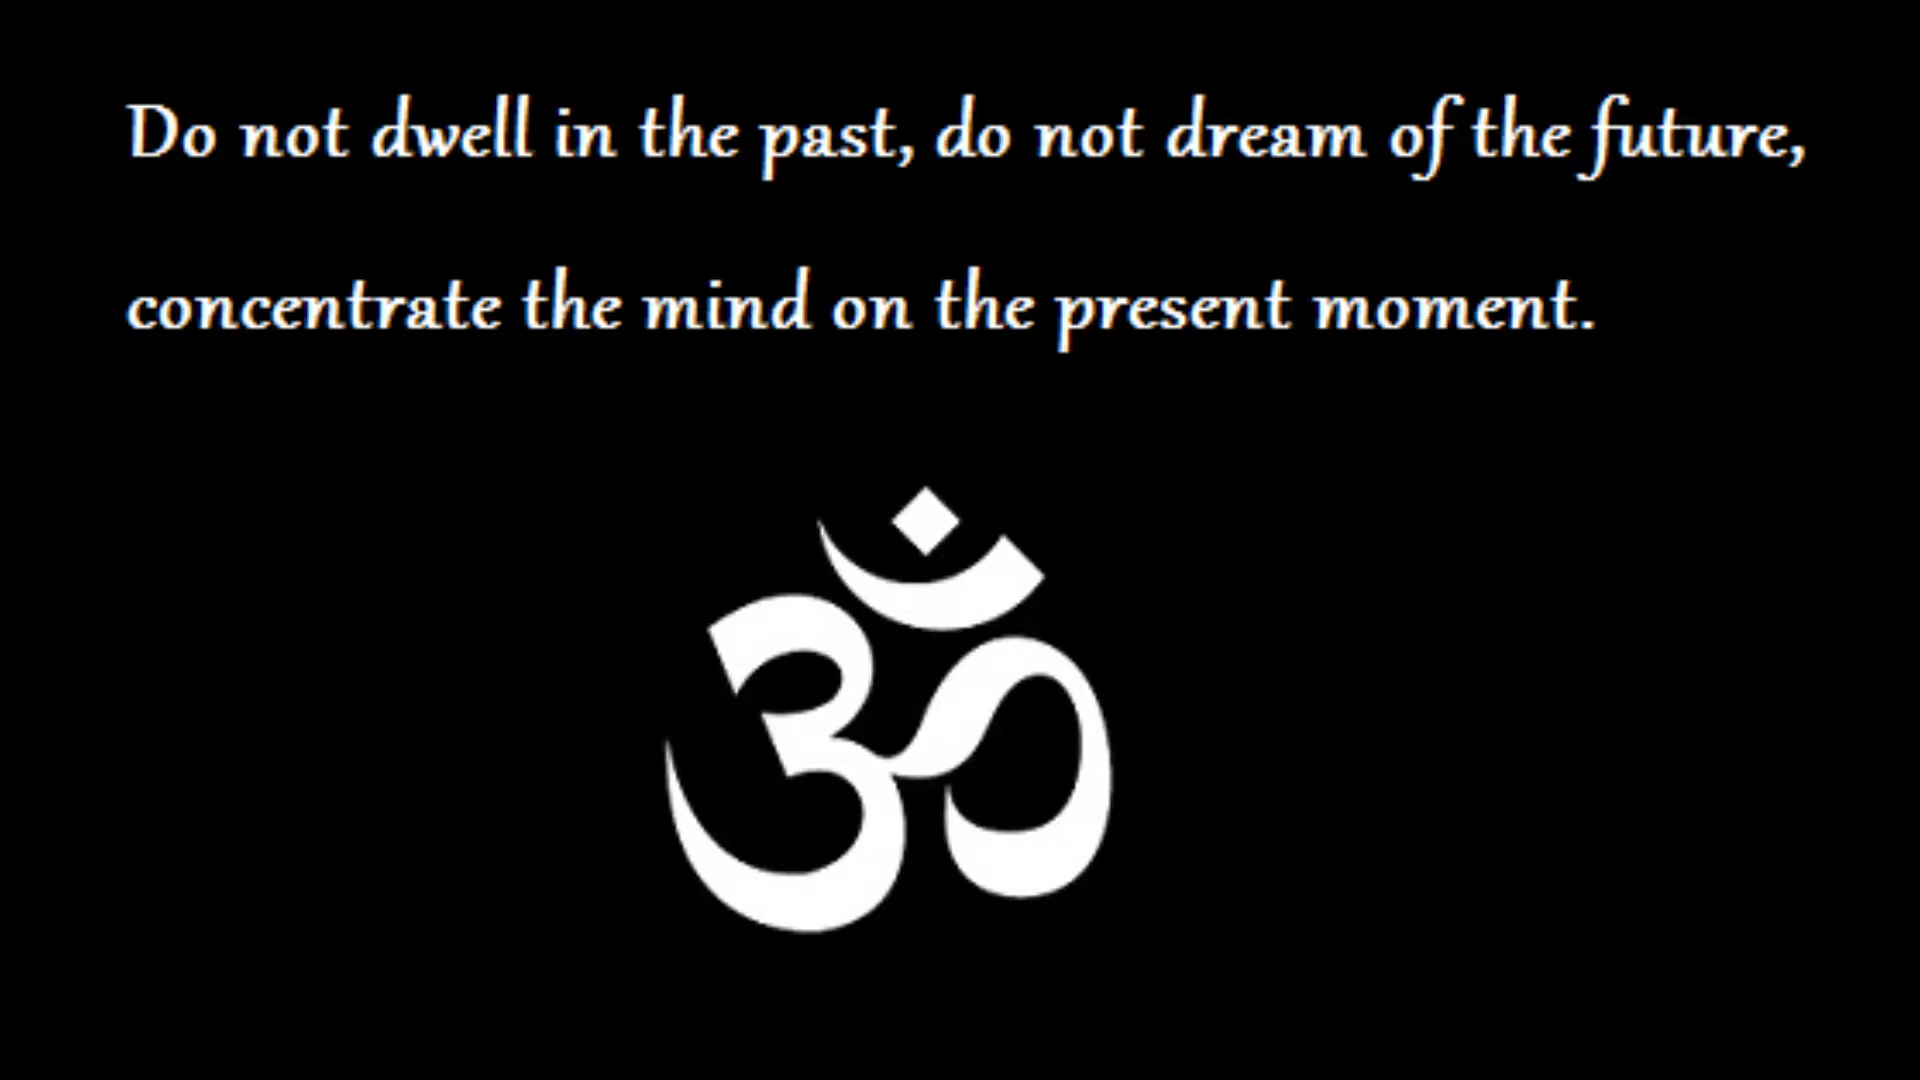 Do not dwell in the past, do not dream of the future,
concentrate the mind on the present moment.
ॐ